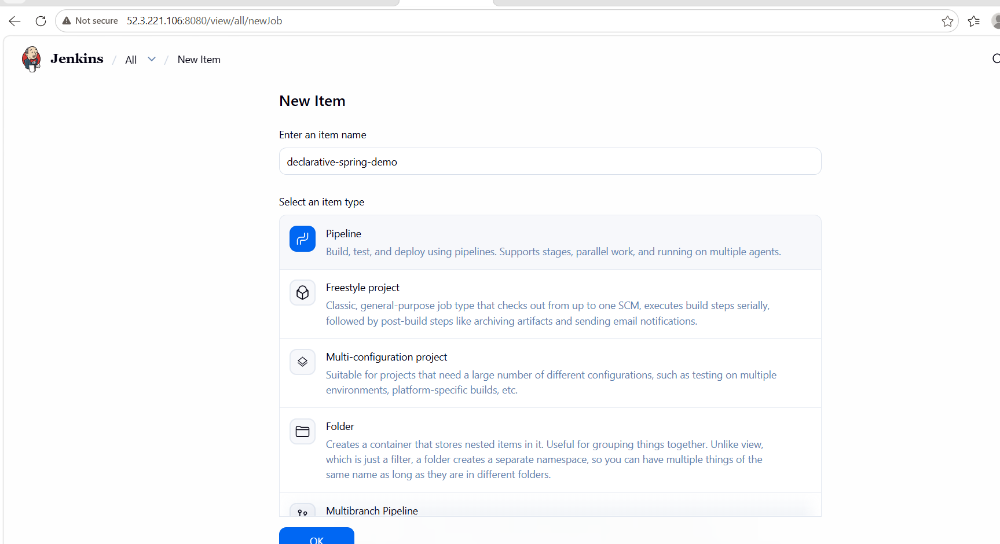 Not secure 52.3.221.106:8080/view/all/newJob
Jenkins / All / New Item
New Item
Enter an item name
declarative-spring-demo
Select an item type
Pipeline
Build, test, and deploy using pipelines. Supports stages, parallel work, and running on multiple agents.
Freestyle project
Classic, general-purpose job type that checks out from up to one SCM, executes build steps serially,
followed by post-build steps like archiving artifacts and sending email notifications.
Multi-configuration project
Suitable for projects that need a large number of different configurations, such as testing on multiple
environments, platform-specific builds, etc.
Folder
Creates a container that stores nested items in it. Useful for grouping things together. Unlike view,
which is just a filter, a folder creates a separate namespace, so you can have multiple things of the
same name as long as they are in different folders.
Multibranch Pipeline
OK